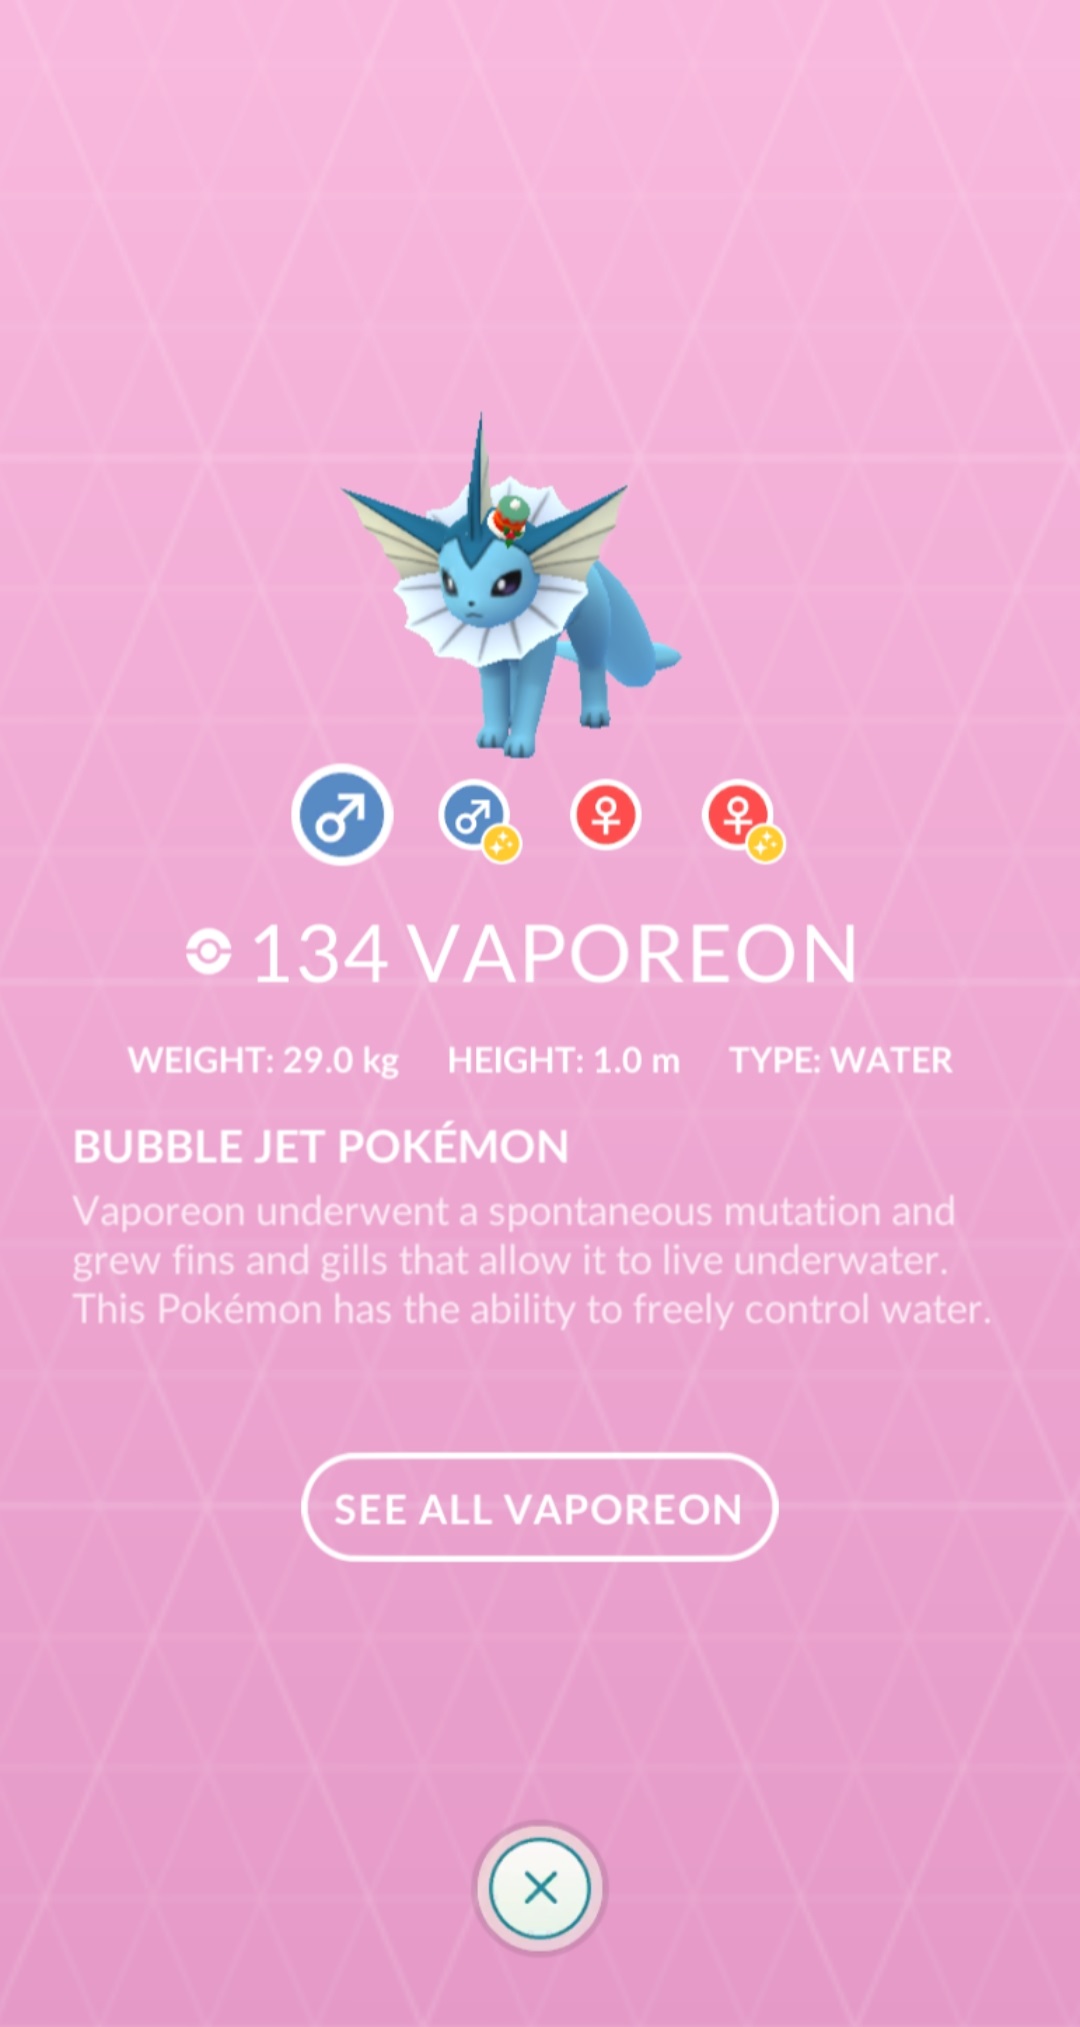 134 VAPOREON
WEIGHT: 29.0 kg HEIGHT: 1.0 m TYPE: WATER
BUBBLE JET POKÉMON
Vaporeon underwent a spontaneous mutation and
grew fins and gills that allow it to live underwater.
This Pokémon has the ability to freely control water.
SEE ALL VAPOREON